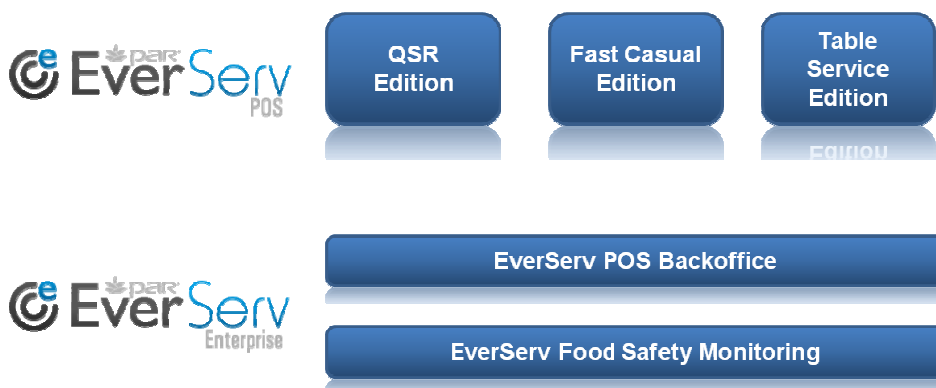 par
EverServ
POS
QSR
Edition
Fast Casual
Edition
Table
Service
Edition
par
EverServ
Enterprise
EverServ POS Backoffice
EverServ Food Safety Monitoring